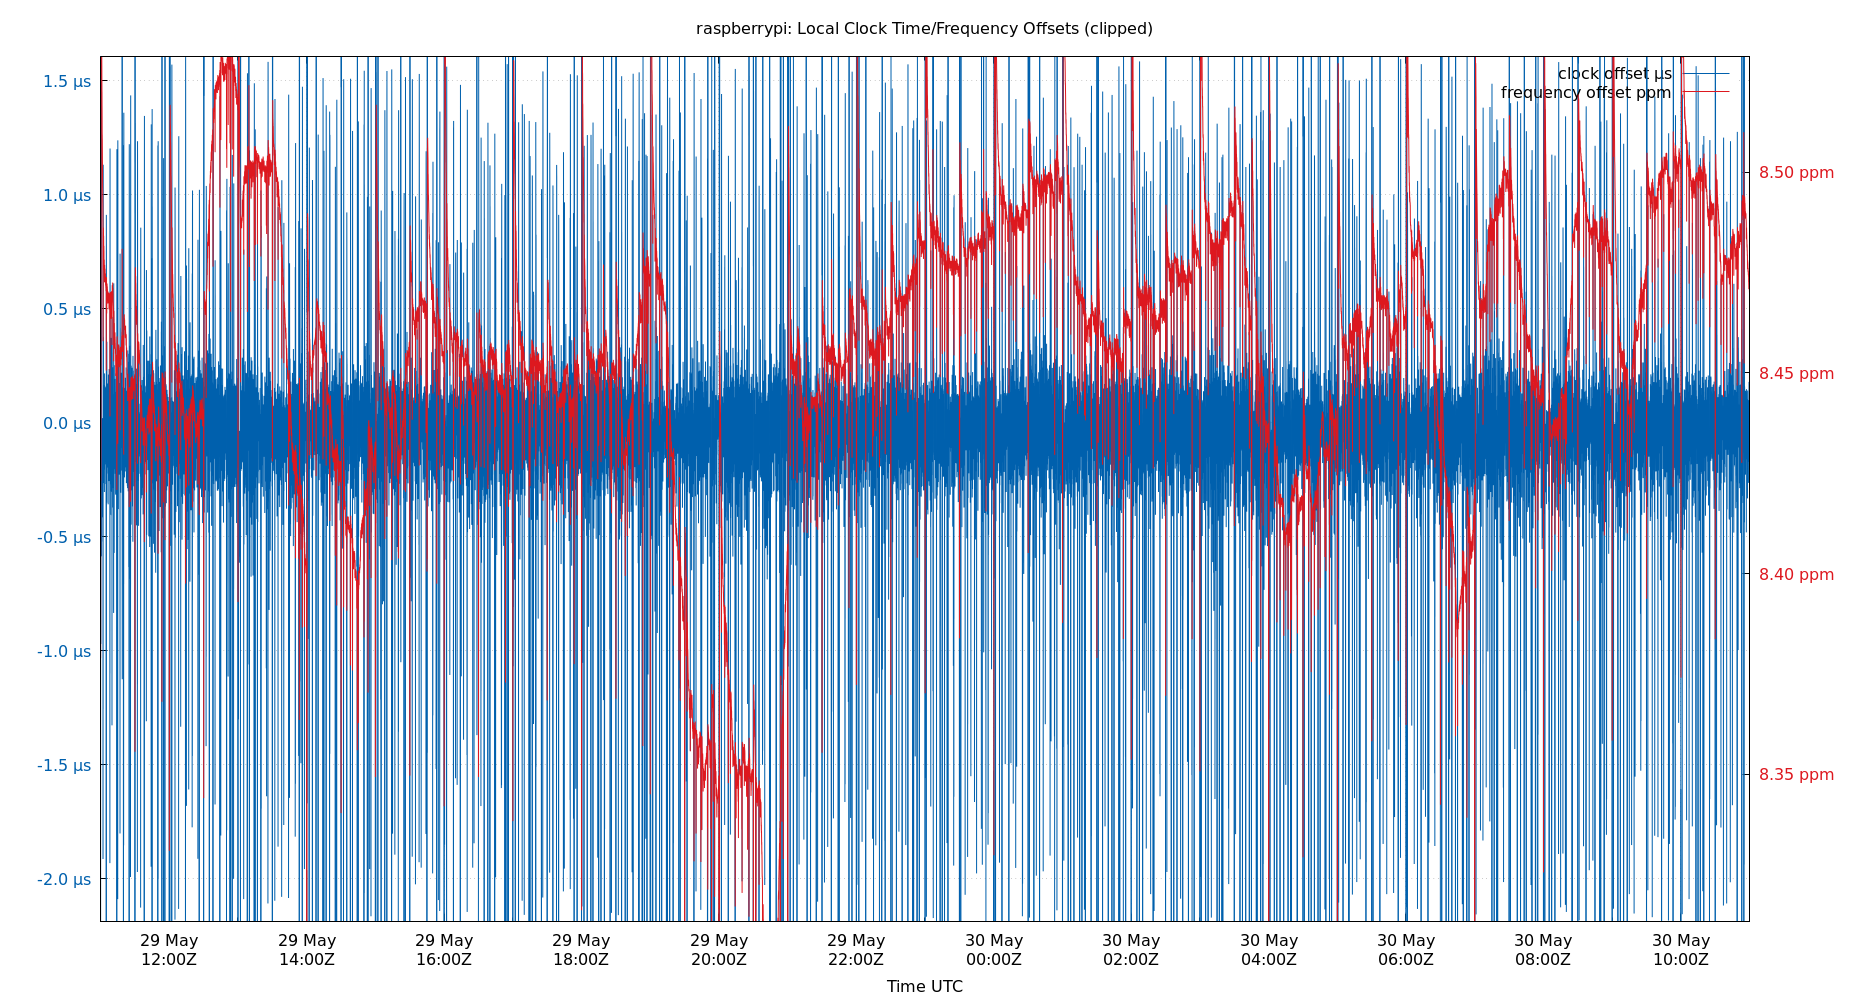 raspberrypi: Local Clock Time/Frequency Offsets (clipped)
clock offset µs
frequency offset ppm
1.5 µs
1.0 µs
0.5 µs
0.0 µs
-0.5 µs
-1.0 µs
-1.5 µs
-2.0 µs
8.50 ppm
8.45 ppm
8.40 ppm
8.35 ppm
29 May 29 May 29 May 29 May 29 May 29 May 30 May 30 May 30 May 30 May 30 May 30 May
12:00Z 14:00Z 16:00Z 18:00Z 20:00Z 22:00Z 00:00Z 02:00Z 04:00Z 06:00Z 08:00Z 10:00Z
Time UTC